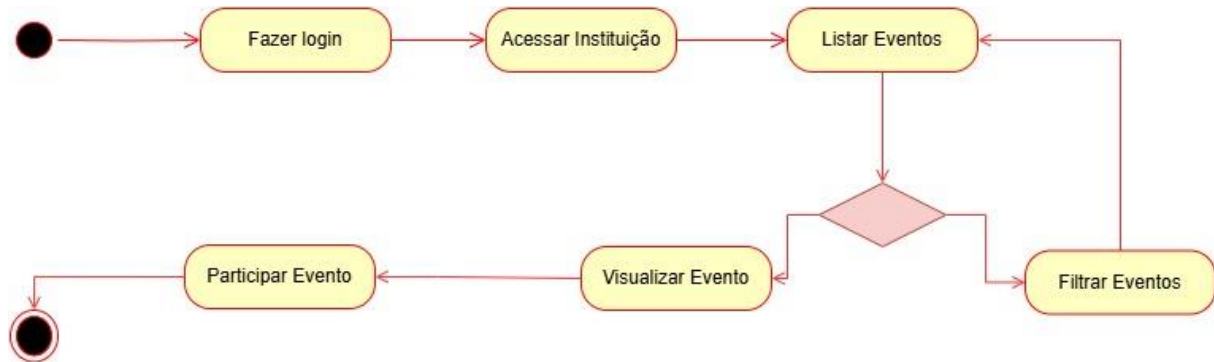 Fazer login
Acessar Instituição
Listar Eventos
Participar Evento
Visualizar Evento
Filtrar Eventos